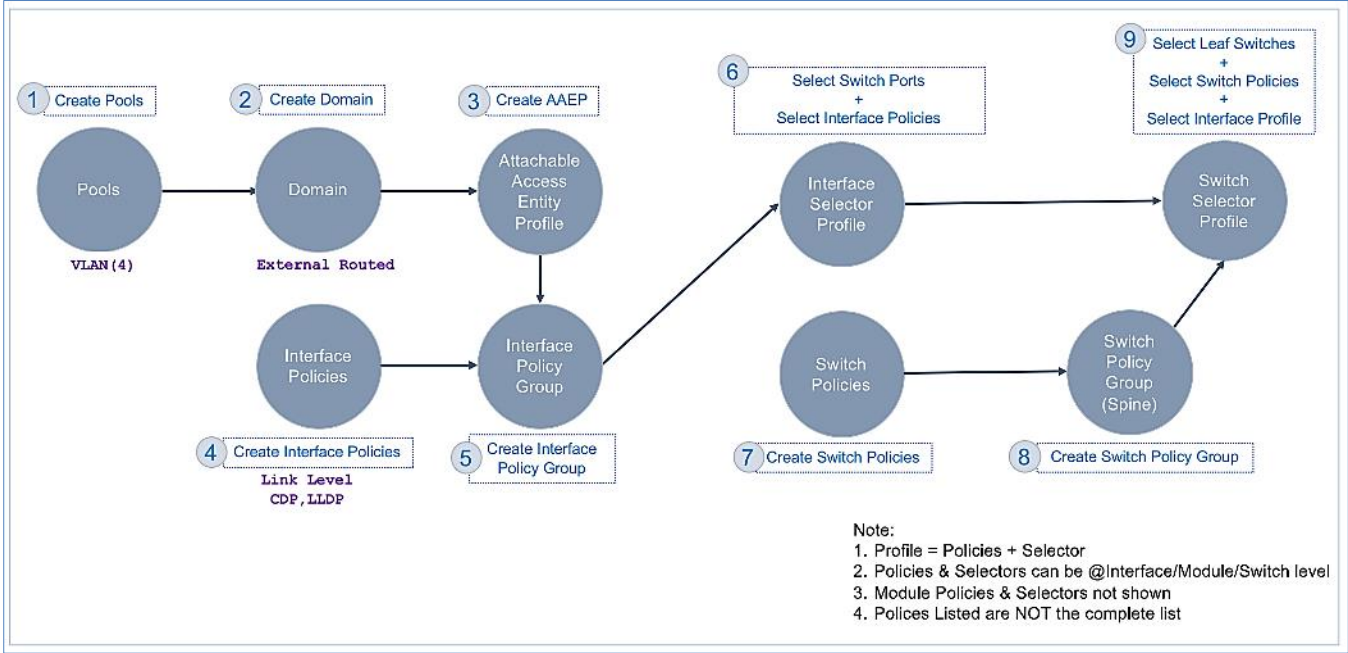 1 Create Pools
Pools
VLAN(4)
2 Create Domain
Domain
External Routed
3 Create AAEP
Attachable
Access
Entity
Profile
Interface
Policies
4 Create Interface Policies
Link Level
CDP,LLDP
Interface
Policy
Group
5 Create Interface
Policy Group
6 Select Switch Ports
+
Select Interface Policies
Interface
Selector
Profile
Switch
Policies
7 Create Switch Policies
Switch
Policy
Group
(Spine)
8 Create Switch Policy Group
9 Select Leaf Switches
+
Select Switch Policies
+
Select Interface Profile
Switch
Selector
Profile
Note:
1. Profile = Policies + Selector
2. Policies & Selectors can be @Interface/Module/Switch level
3. Module Policies & Selectors not shown
4. Polices Listed are NOT the complete list